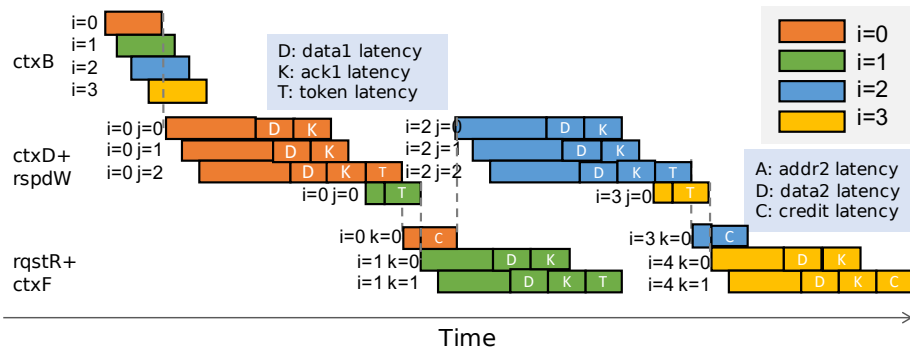 i=0
i=1
ctxB
i=2
i=3
D: data1 latency
K: ack1 latency
T: token latency
i=0
i=1
i=2
i=3
ctxD+
rspdW
i=0 j=0 D K
i=0 j=1 D K
i=0 j=2 D K T
i=0 j=0 T
i=2 j=0 D K
i=2 j=1 D K
i=2 j=2 D K T
i=3 j=0 T
A: addr2 latency
D: data2 latency
C: credit latency
rqstR+
ctxF
i=0 k=0 C
i=1 k=0 D K
i=1 k=1 D K T
i=3 k=0 C
i=4 k=0 D K
i=4 k=1 D K C
Time